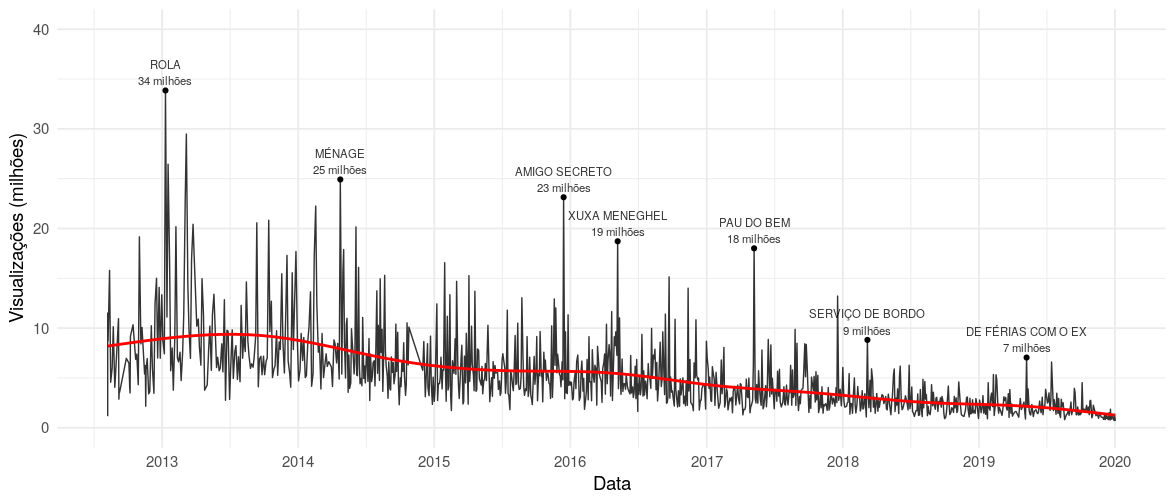 40
30
20
10
0
Visualizações (milhões)
ROLA
34 milhões
MÉNAGE
25 milhões
AMIGO SECRETO
23 milhões
XUXA MENEGHEL
19 milhões
PAU DO BEM
18 milhões
SERVIÇO DE BORDO
9 milhões
DE FÉRIAS COM O EX
7 milhões
2013
2014
2015
2016
2017
2018
2019
2020
Data